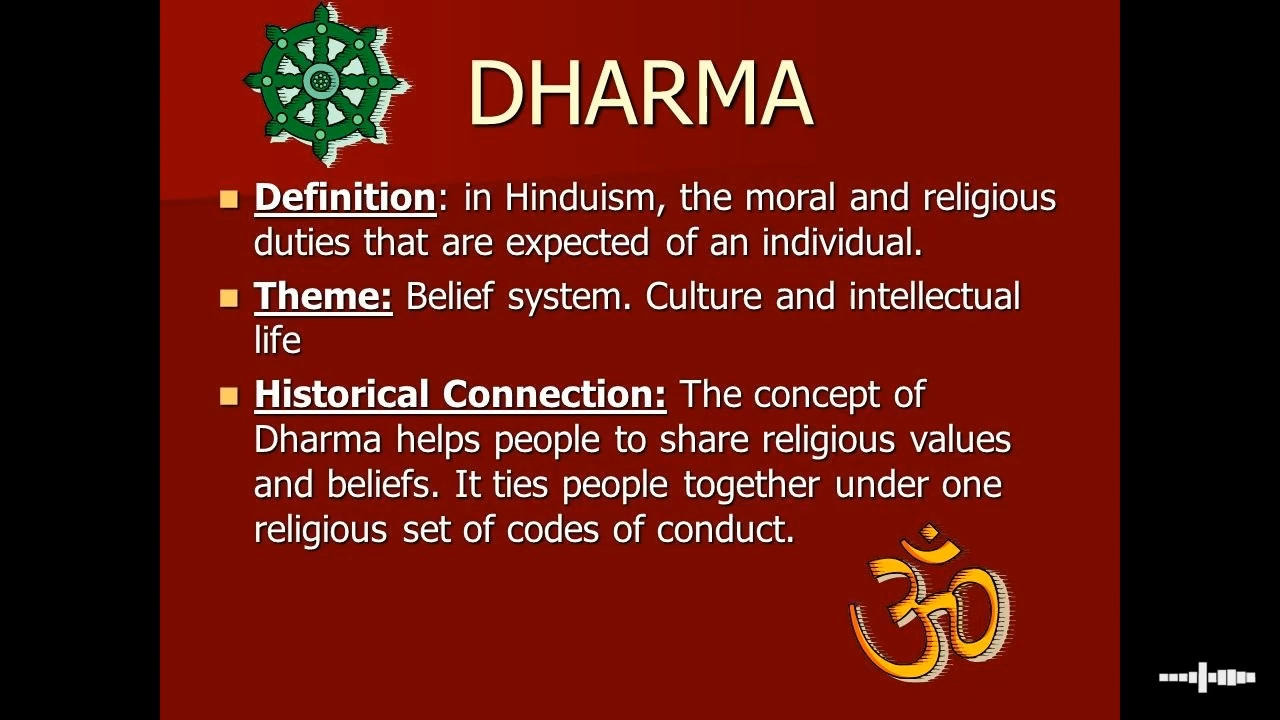 DHARMA
Definition: in Hinduism, the moral and religious
duties that are expected of an individual.
Theme: Belief system. Culture and intellectual
life
Historical Connection: The concept of
Dharma helps people to share religious values
and beliefs. It ties people together under one
religious set of codes of conduct.
ॐ